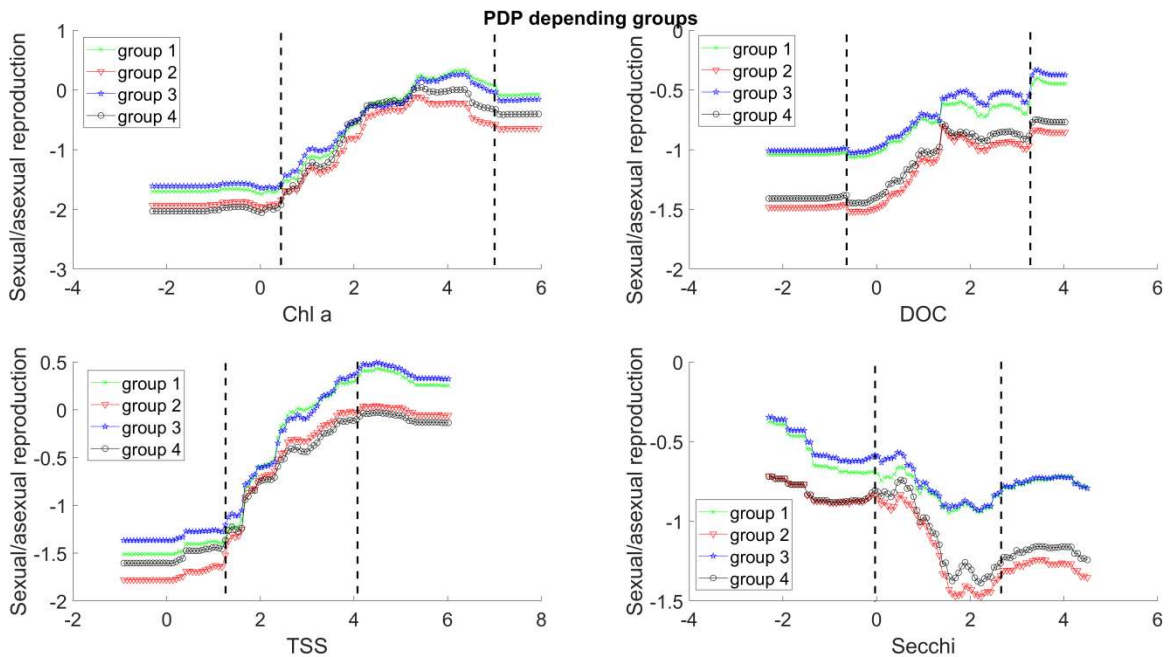 PDP depending groups
Sexual/asexual reproduction
1
0
-1
-2
-3
group 1
group 2
group 3
group 4
-4
-2
0
2
4
6
Chl a
Sexual/asexual reproduction
0
-0.5
-1
-1.5
-2
group 1
group 2
group 3
group 4
-4
-2
0
2
4
6
DOC
Sexual/asexual reproduction
0.5
0
-0.5
-1
-1.5
-2
group 1
group 2
group 3
group 4
-2
0
2
4
6
8
TSS
Sexual/asexual reproduction
0
-0.5
-1
-1.5
group 1
group 2
group 3
group 4
-4
-2
0
2
4
6
Secchi